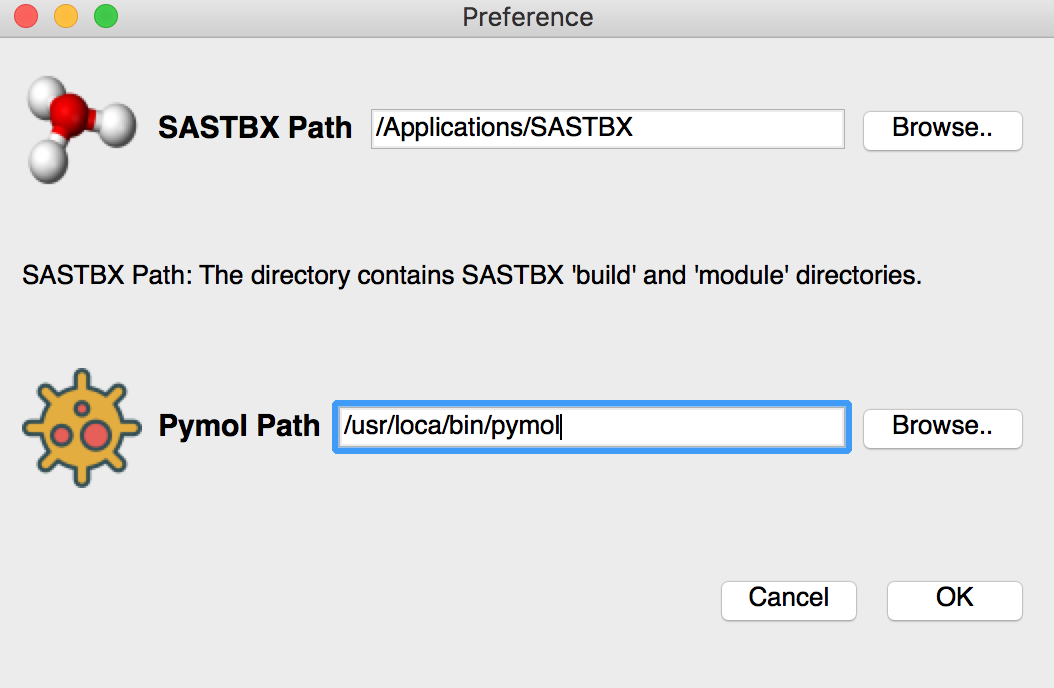 Preference
SASTBX Path /Applications/SASTBX Browse..
SASTBX Path: The directory contains SASTBX 'build' and 'module' directories.
Pymol Path /usr/loca/bin/pymol Browse..
Cancel OK